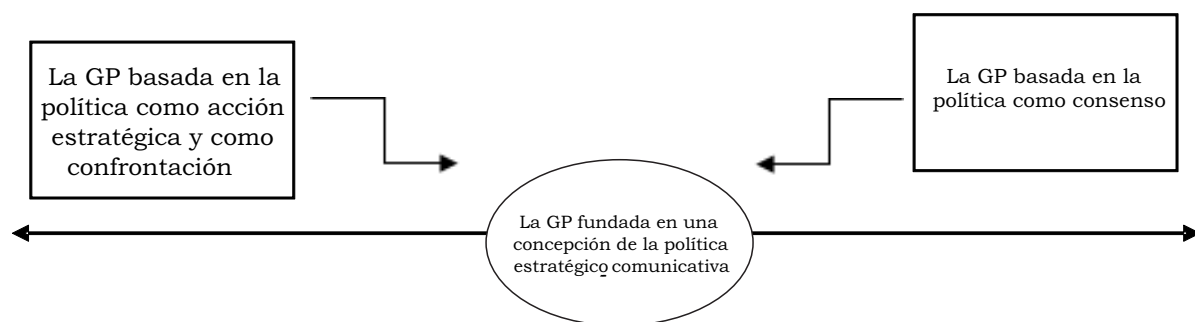 La GP basada en la
política como acción
estratégica y como
confrontación
La GP basada en la
política como consenso
La GP fundada en una
concepción de la política
estratégico comunicativa